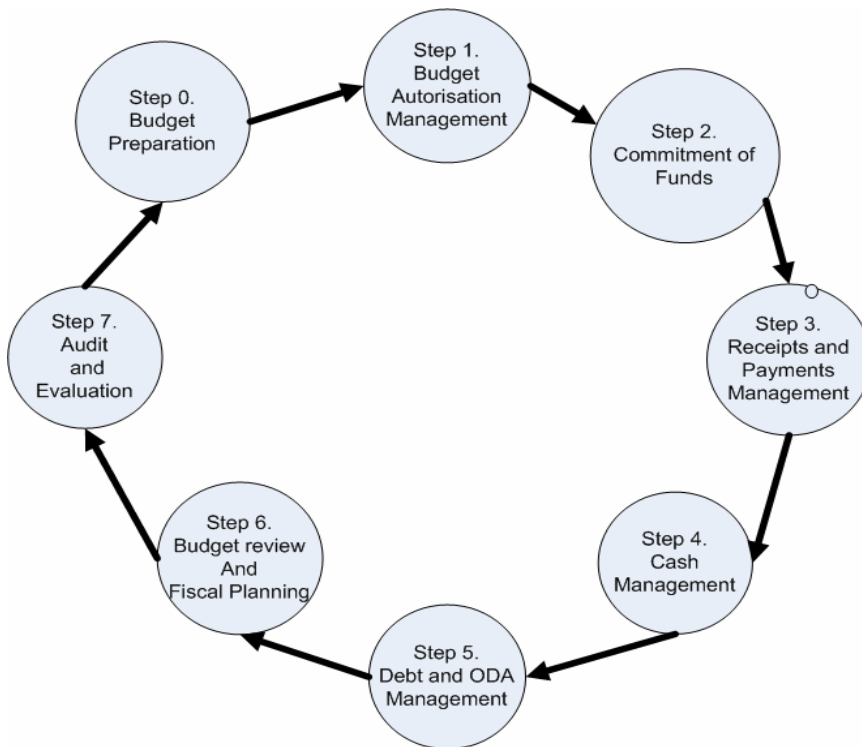 Step 0.
Budget
Preparation
Step 1.
Budget
Autorisation
Management
Step 2.
Commitment of
Funds
Step 3.
Receipts and
Payments
Management
Step 4.
Cash
Management
Step 5.
Debt and ODA
Management
Step 6.
Budget review
And
Fiscal Planning
Step 7.
Audit
and
Evaluation